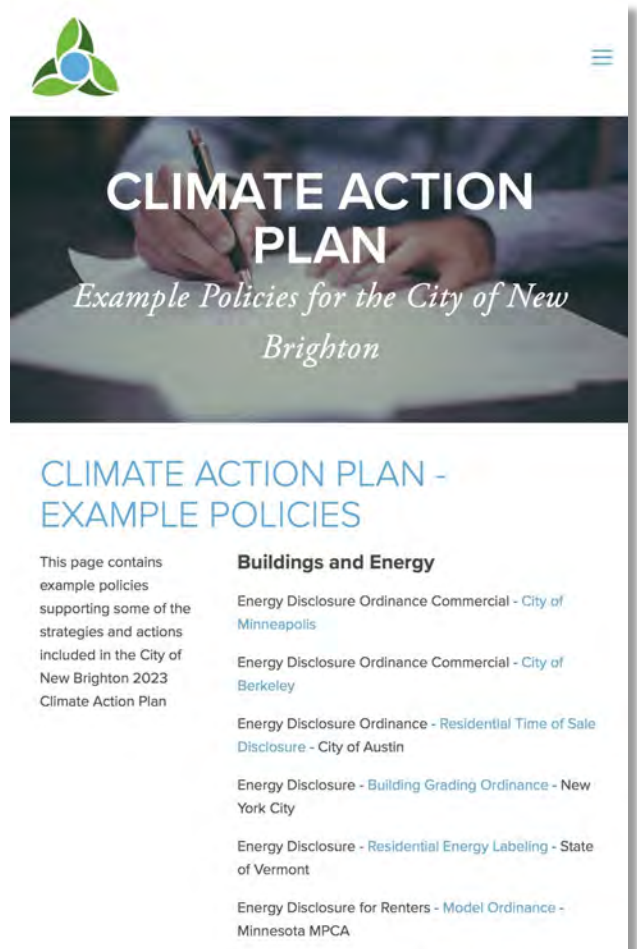 CLIMATE ACTION
PLAN
Example Policies for the City of New
Brighton
CLIMATE ACTION PLAN -
EXAMPLE POLICIES
This page contains
example policies
supporting some of the
strategies and actions
included in the City of
New Brighton 2023
Climate Action Plan
Buildings and Energy
Energy Disclosure Ordinance Commercial - City of
Minneapolis
Energy Disclosure Ordinance Commercial - City of
Berkeley
Energy Disclosure Ordinance - Residential Time of Sale
Disclosure - City of Austin
Energy Disclosure - Building Grading Ordinance - New
York City
Energy Disclosure - Residential Energy Labeling - State
of Vermont
Energy Disclosure for Renters - Model Ordinance -
Minnesota MPCA